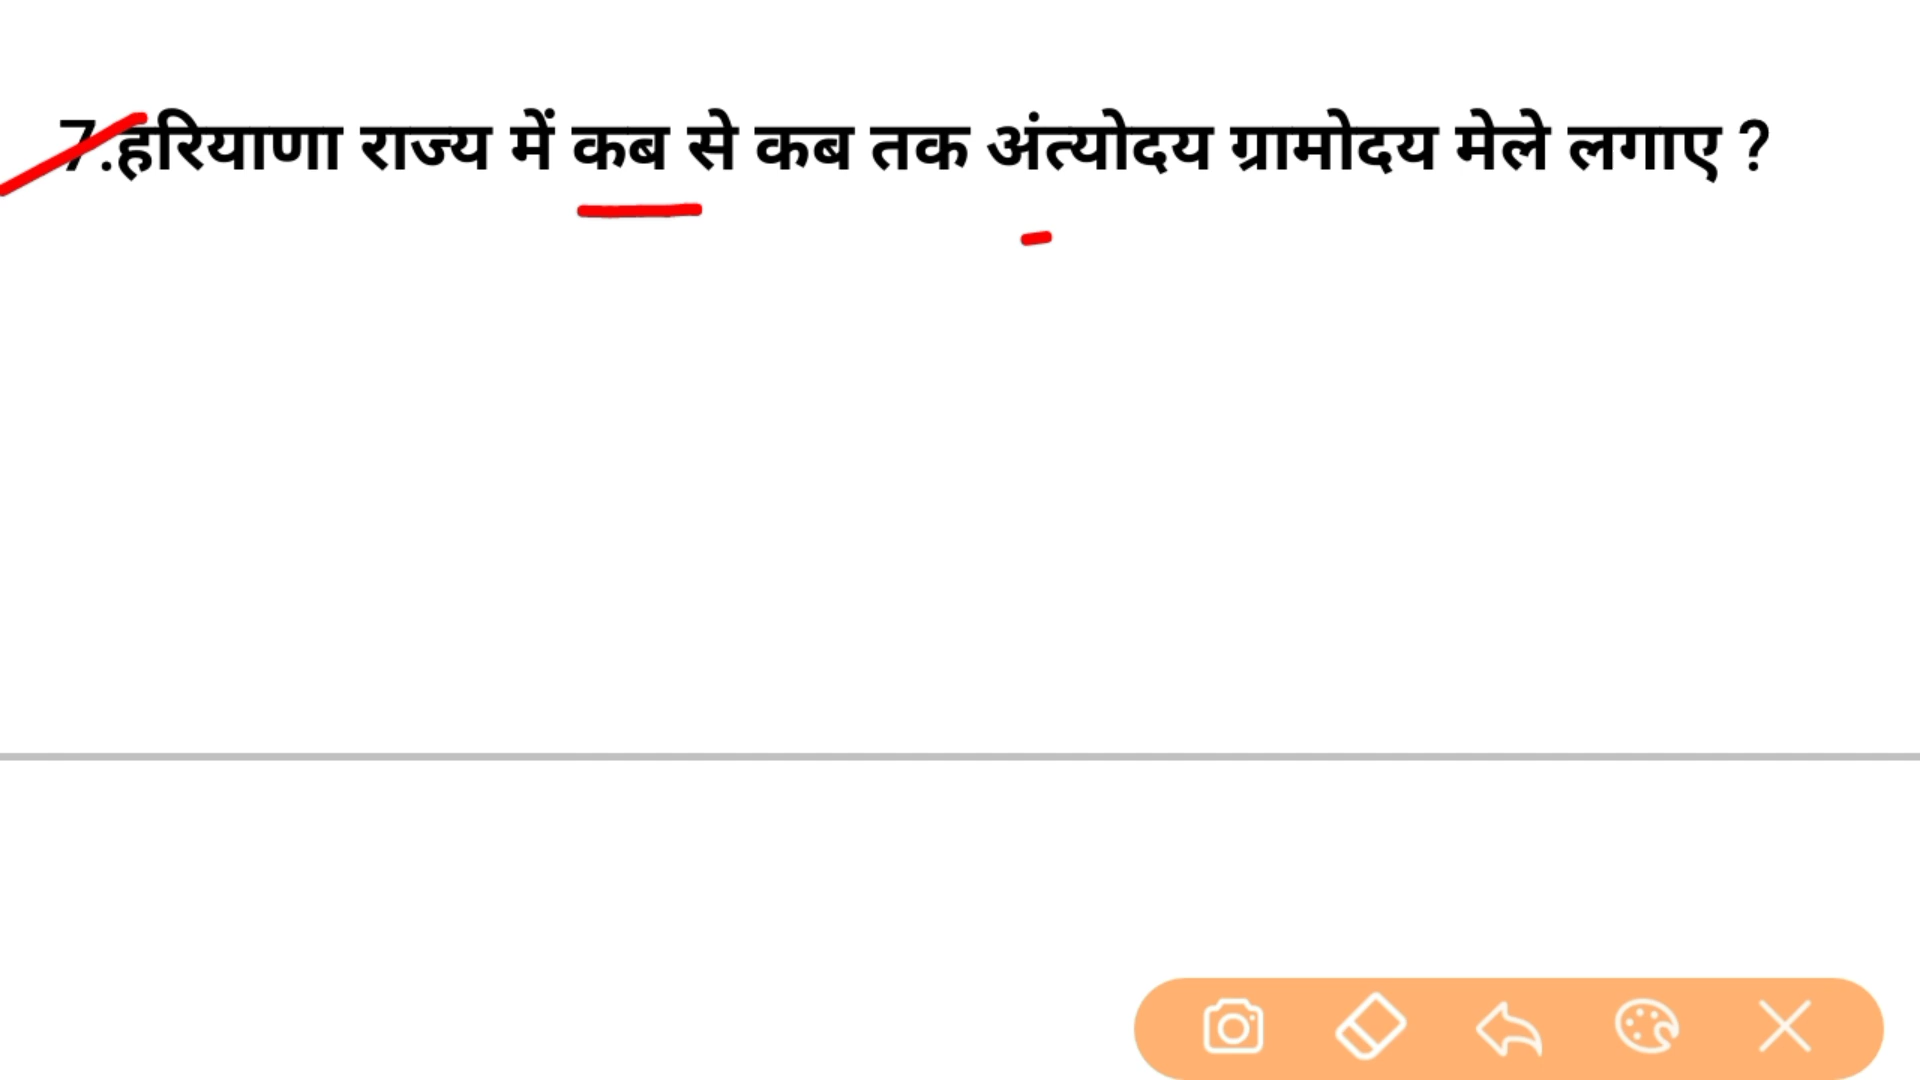 7.हरियाणा राज्य में कब से कब तक अंत्योदय ग्रामोदय मेले लगाए ?